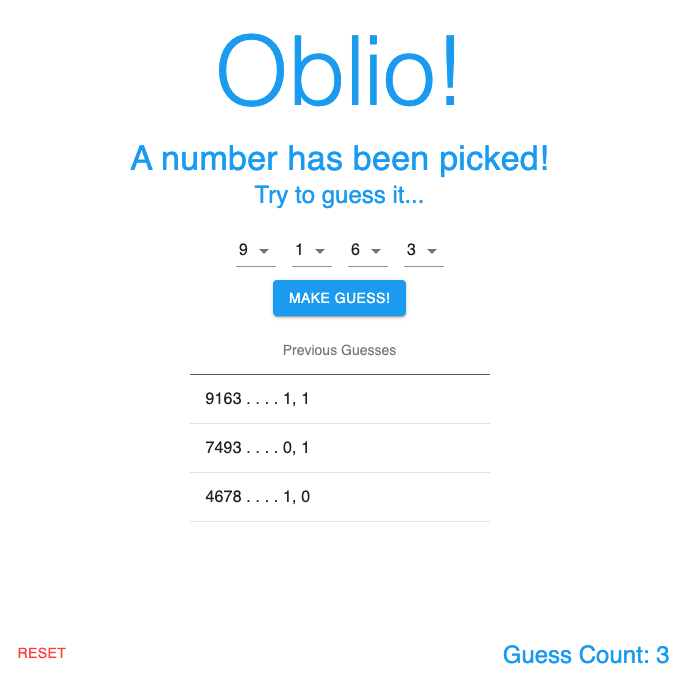 Oblio!
A number has been picked!
Try to guess it...
9 1 6 3
MAKE GUESS!
Previous Guesses
9163 . . . . 1, 1
7493 . . . . 0, 1
4678 . . . . 1, 0
RESET
Guess Count: 3